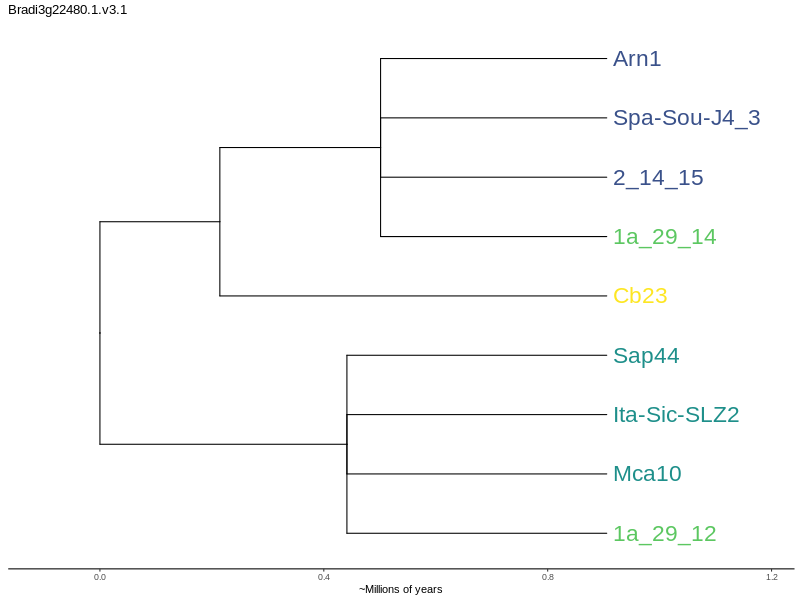 Bradi3g22480.1.v3.1
Arn1
Spa-Sou-J4_3
2_14_15
1a_29_14
Cb23
Sap44
Ita-Sic-SLZ2
Mca10
1a_29_12
0.0 0.4 0.8 1.2
~Millions of years